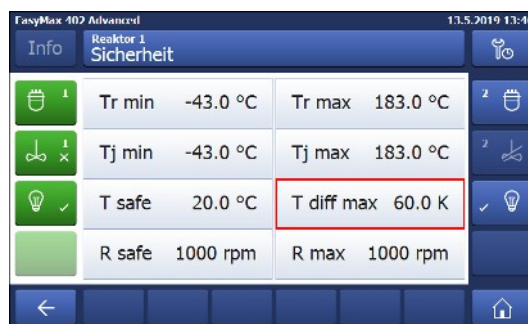 EasyMax 402 Advanced 13.5.2019 13:4
Info Reaktor 1
Sicherheit
1 Tr min -43.0 °C Tr max 183.0 °C 2
1 Tj min -43.0 °C Tj max 183.0 °C 2
T safe 20.0 °C T diff max 60.0 K
R safe 1000 rpm R max 1000 rpm